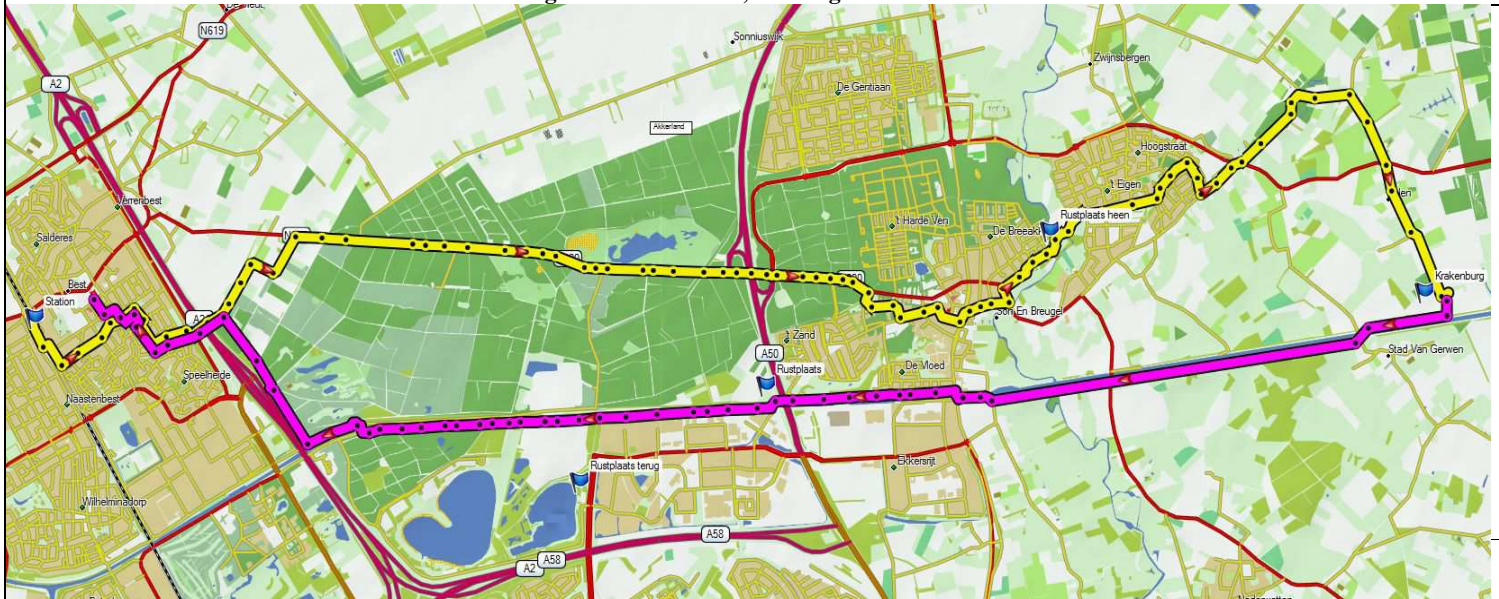 N619
Sonniuswijk
A2
De Gentiaan
Zwijnsbergen
Akkerland
Hoogstraat
't Eigen
Verrenbest
Salderes
't Harde Ven
De Breeakker
Rustplaats heen
Best
Station
Krakenburg
Son En Breugel
't Zand
A50
Stad Van Gerwen
Rustplaats
De Vloed
Speelheide
Naastenbest
Rustplaats terug
Ekkersrijt
Wilhelminadorp
A58
A58
A2